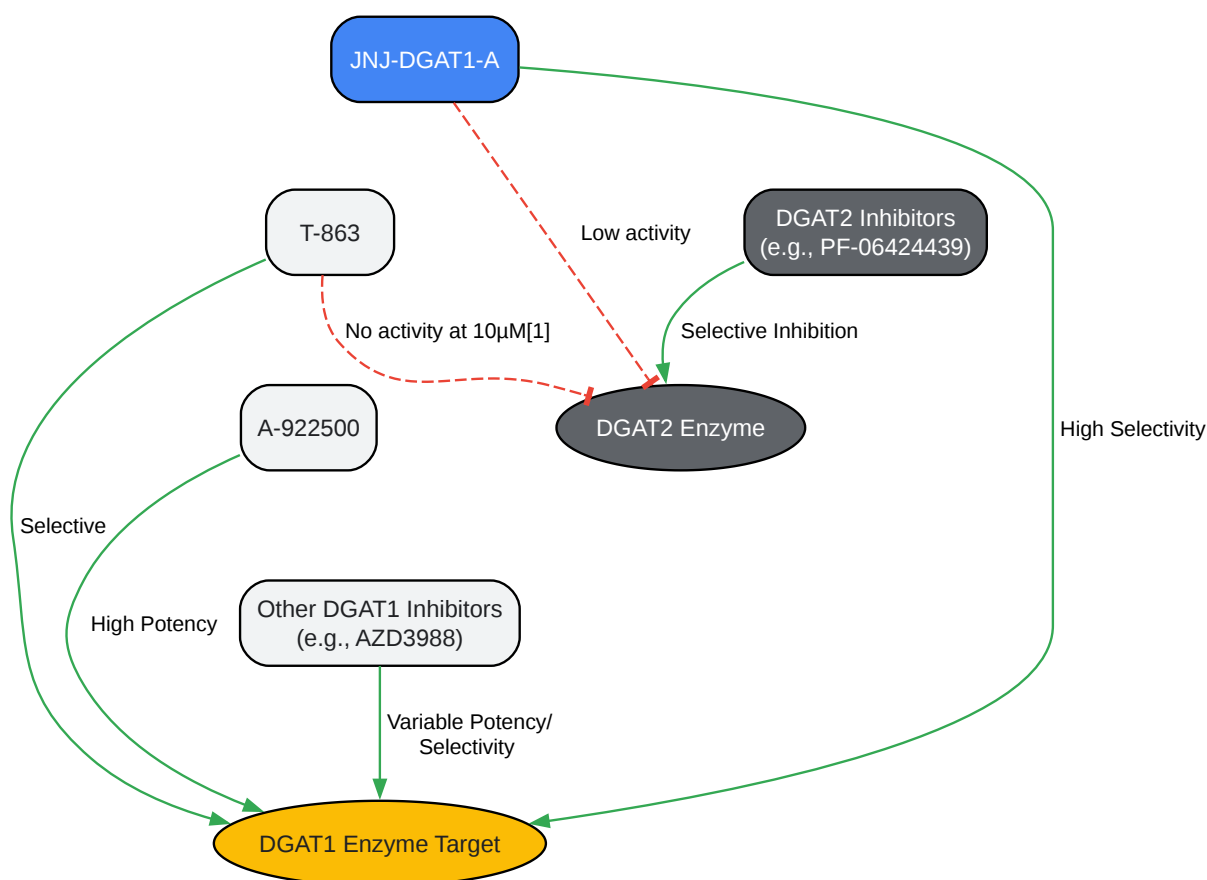 JNJ-DGAT1-A
T-863
DGAT2 Inhibitors
(e.g., PF-06424439)
Low activity
No activity at 10µM[1]
Selective Inhibition
A-922500
DGAT2 Enzyme
High Selectivity
Selective
Other DGAT1 Inhibitors
(e.g., AZD3988)
High Potency
Variable Potency/
Selectivity
DGAT1 Enzyme Target